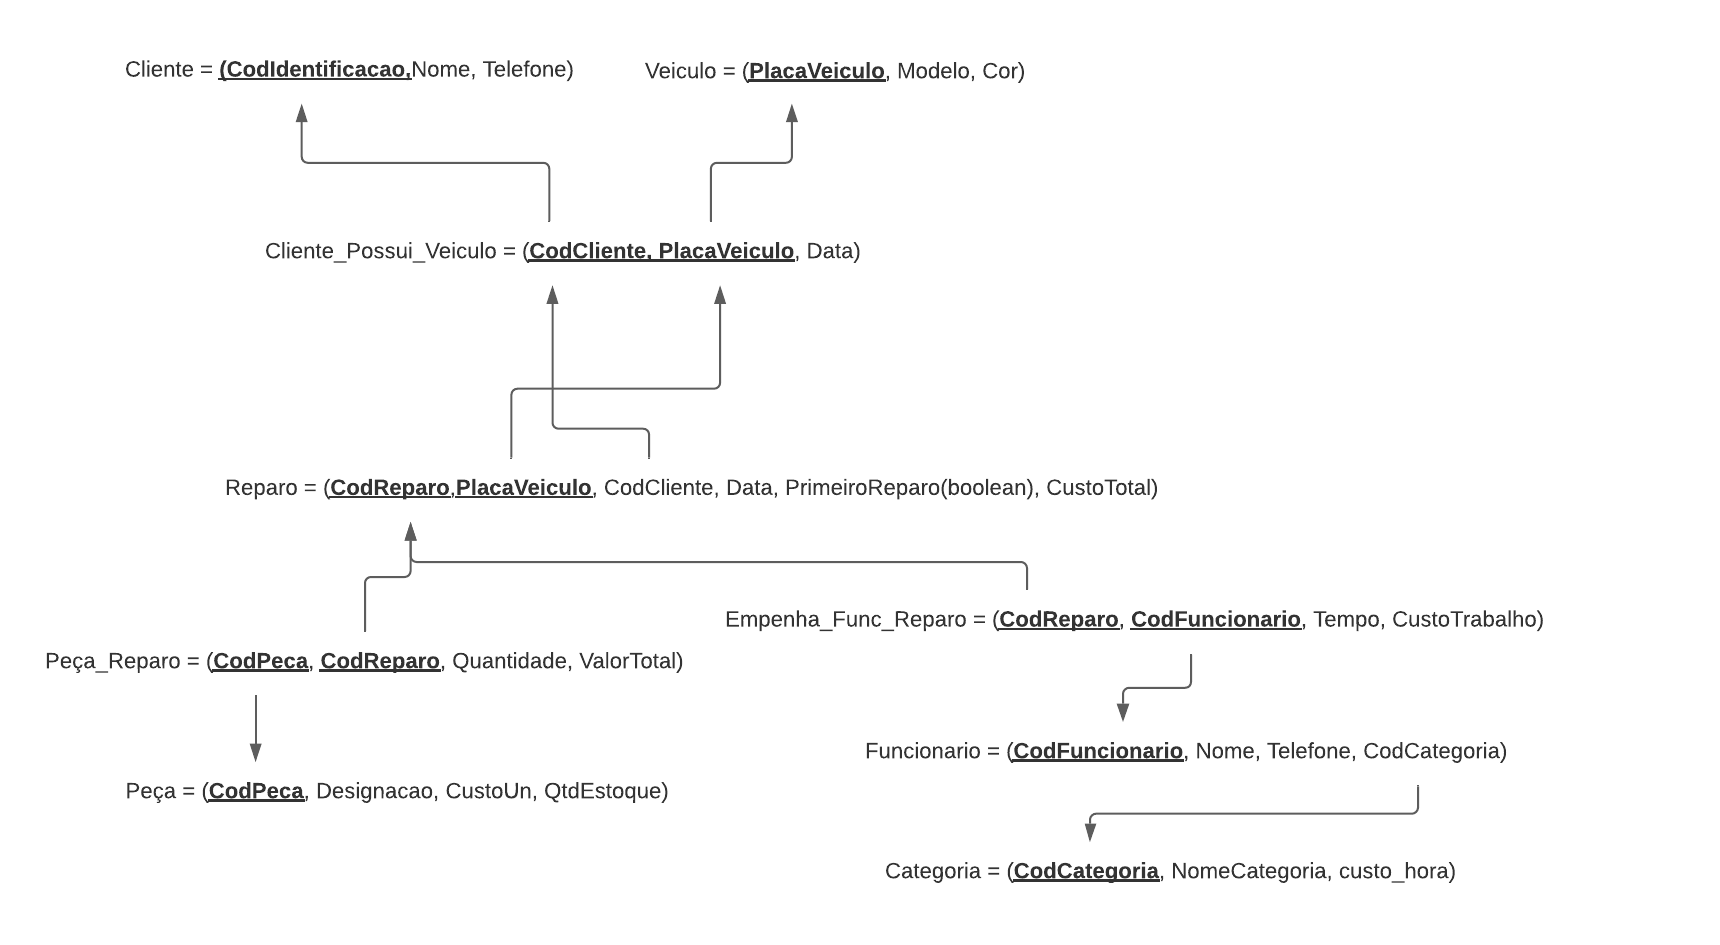 Cliente = (CodIdentificacao,Nome, Telefone)
Veiculo = (PlacaVeiculo, Modelo, Cor)
Cliente_Possui_Veiculo = (CodCliente, PlacaVeiculo, Data)
Reparo = (CodReparo,PlacaVeiculo, CodCliente, Data, PrimeiroReparo(boolean), CustoTotal)
Empenha_Func_Reparo = (CodReparo, CodFuncionario, Tempo, CustoTrabalho)
Peça_Reparo = (CodPeca, CodReparo, Quantidade, ValorTotal)
Funcionario = (CodFuncionario, Nome, Telefone, CodCategoria)
Peça = (CodPeca, Designacao, CustoUn, QtdEstoque)
Categoria = (CodCategoria, NomeCategoria, custo_hora)